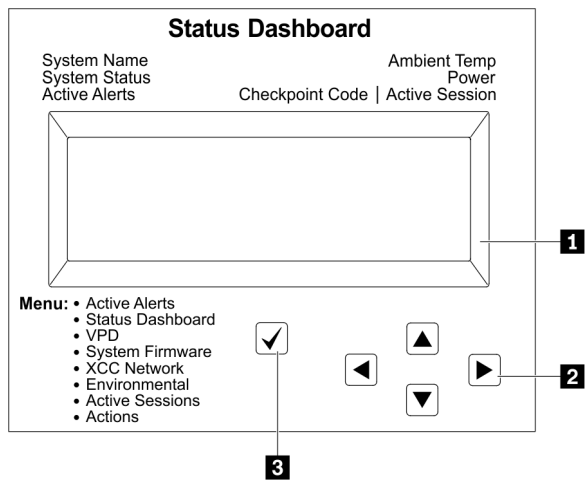 Status Dashboard
System Name
System Status
Active Alerts
Ambient Temp
Power
Checkpoint Code | Active Session
1
Menu: • Active Alerts
• Status Dashboard
• VPD
• System Firmware
• XCC Network
• Environmental
• Active Sessions
• Actions
2
3